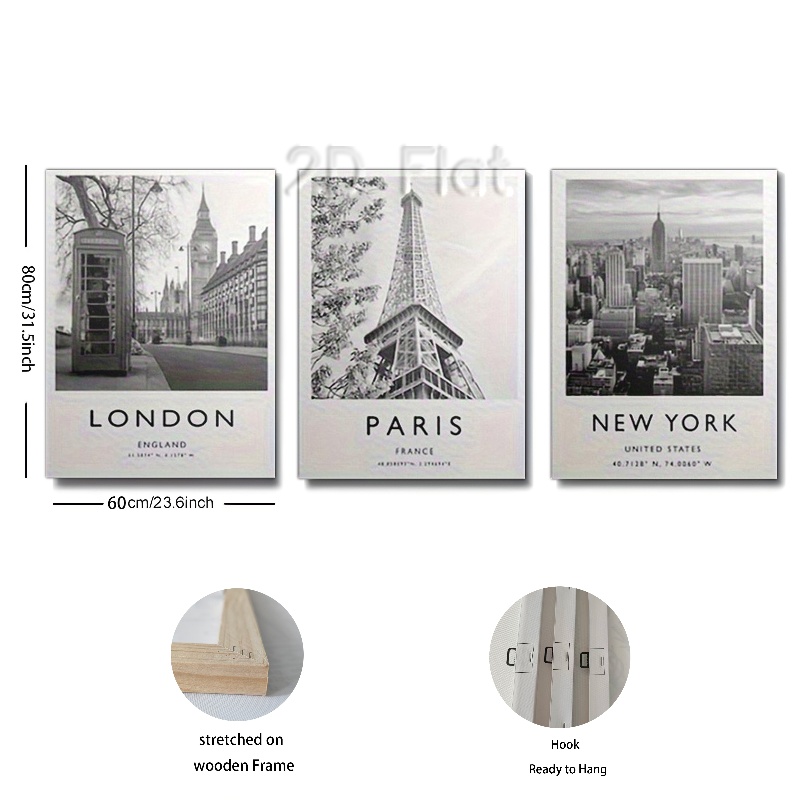 2D Flat
80cm/31.5inch
LONDON
ENGLAND
PARIS
FRANCE
NEW YORK
UNITED STATES
40.7128° N, 74.0060° W
60cm/23.6inch
stretched on
wooden Frame
Hook
Ready to Hang